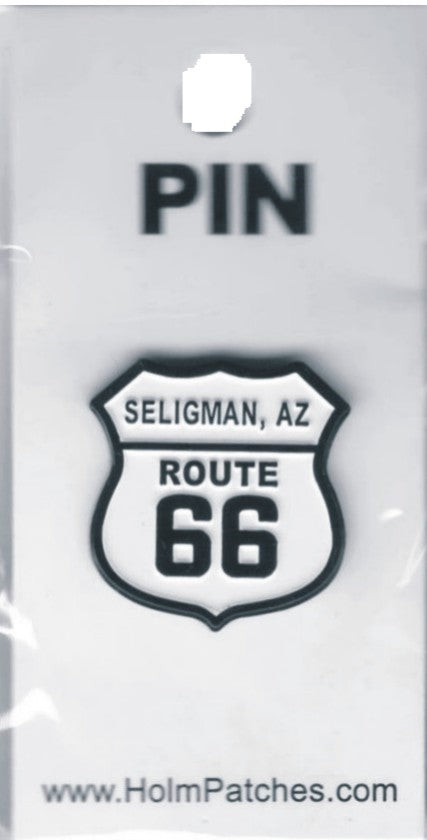 PIN
SELIGMAN, AZ
ROUTE
66
www.HolmPatches.com